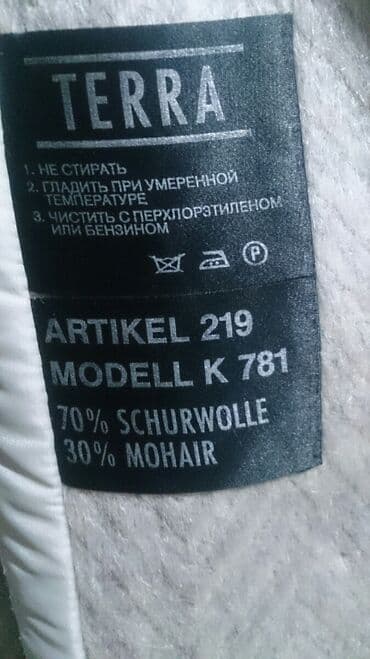 TERRA
1. НЕ СТИРАТЬ
2. ГЛАДИТЬ ПРИ УМЕРЕННОЙ
ТЕМПЕРАТУРЕ
3. ЧИСТИТЬ С ПЕРХЛОРЭТИЛЕНОМ
ИЛИ БЕНЗИНОМ
P
ARTIKEL 219
MODELL K 781
70% SCHURWOLLE
30% MOHAIR